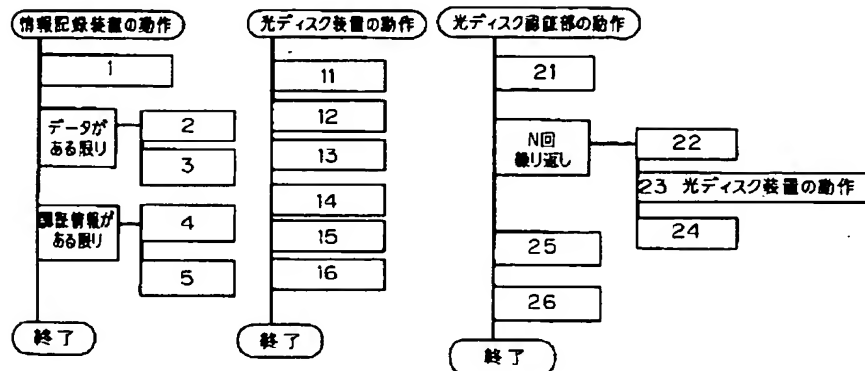 情報記録装置の動作
1
データが
ある限り
2
3
認証情報が
ある限り
4
5
終了
光ディスク装置の動作
11
12
13
14
15
16
終了
光ディスク認証部の動作
21
N回
繰り返し
22
23 光ディスク装置の動作
24
25
26
終了